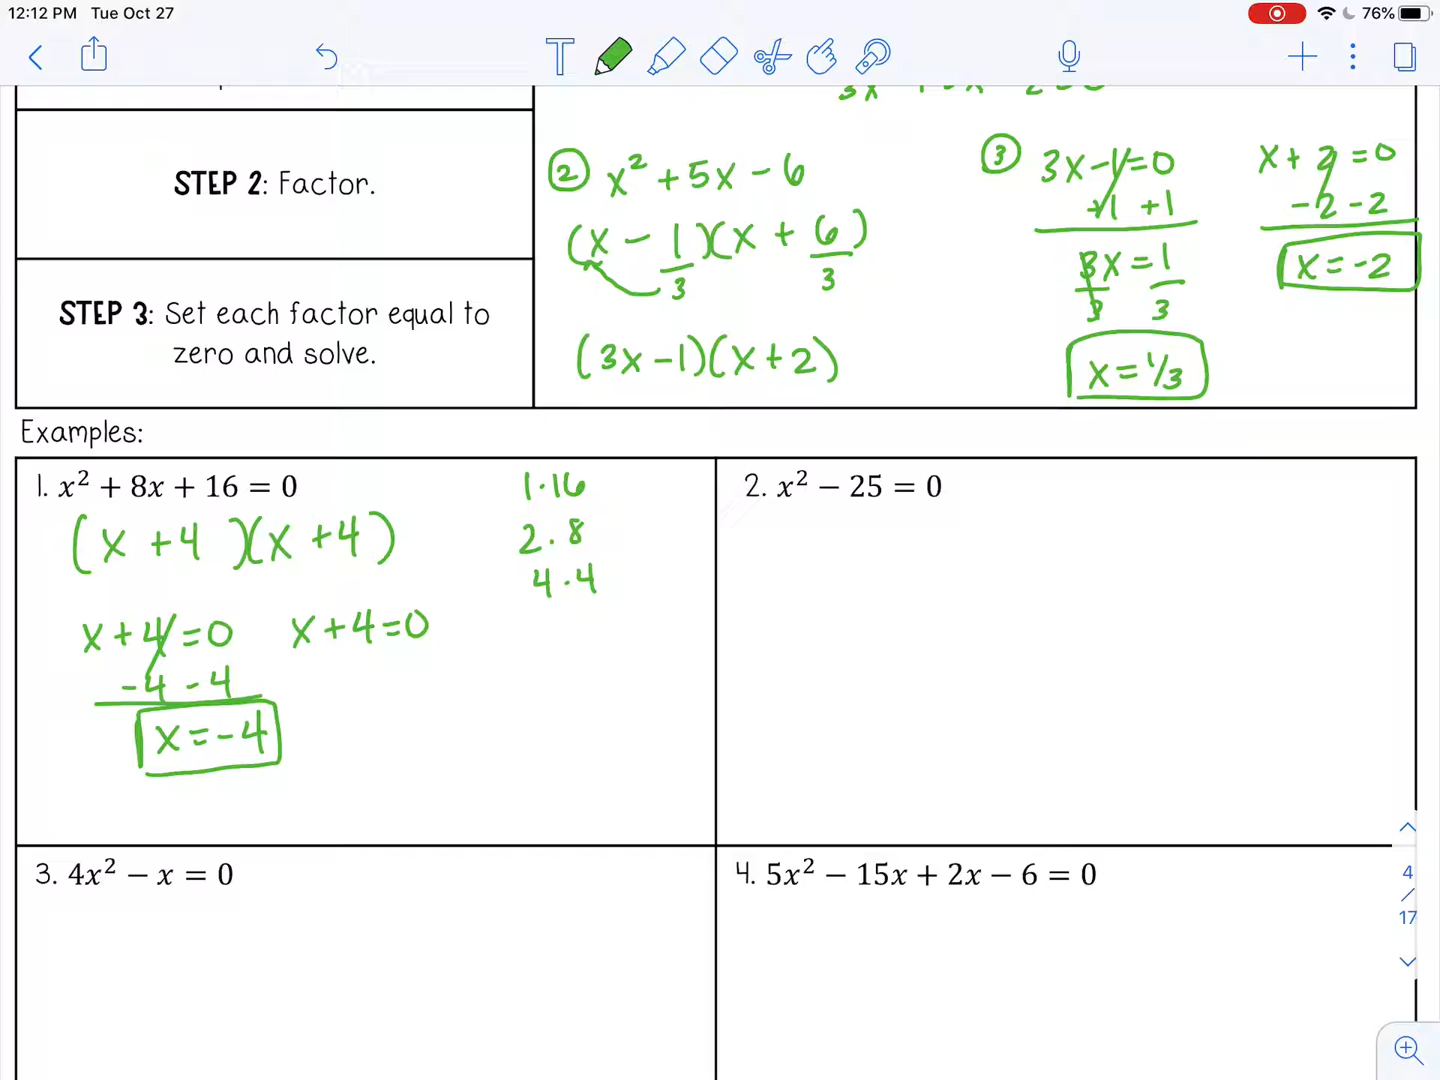 12:12 PM Tue Oct 27
76%
STEP 2: Factor.
② x² + 5x - 6
(x - 1/3)(x + 6/3)
(3x - 1)(x + 2)
③ 3x - 1 = 0
+1 +1
3x = 1
3 3
x = 1/3
x + 2 = 0
-2 -2
x = -2
STEP 3: Set each factor equal to
zero and solve.
Examples:
1. x² + 8x + 16 = 0
(x + 4)(x + 4)
1·16
2·8
4·4
x + 4 = 0 x + 4 = 0
-4 -4
x = -4
2. x² − 25 = 0
3. 4x² − x = 0
4. 5x² − 15x + 2x − 6 = 0
4
/
17